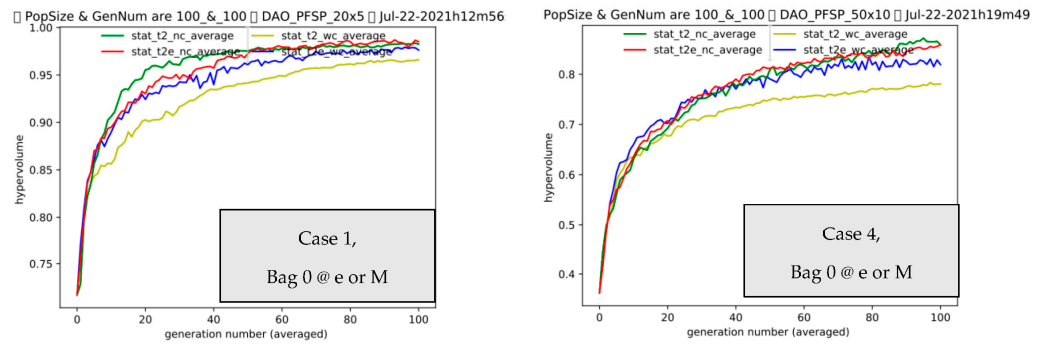 ▯ PopSize & GenNum are 100_&_100 ▯ DAO_PFSP_20x5 ▯ Jul-22-2021h12m56
1.00
0.95
0.90
0.85
0.80
0.75
hypervolume
stat_t2_nc_average
stat_t2e_nc_average
stat_t2_wc_average
stat_t2e_wc_average
Case 1,
Bag 0 @ e or M
0
20
40
60
80
100
generation number (averaged)
PopSize & GenNum are 100_&_100 ▯ DAO_PFSP_50x10 ▯ Jul-22-2021h19m49
0.8
0.7
0.6
0.5
0.4
hypervolume
stat_t2_nc_average
stat_t2e_nc_average
stat_t2_wc_average
stat_t2e_wc_average
Case 4,
Bag 0 @ e or M
0
20
40
60
80
100
generation number (averaged)